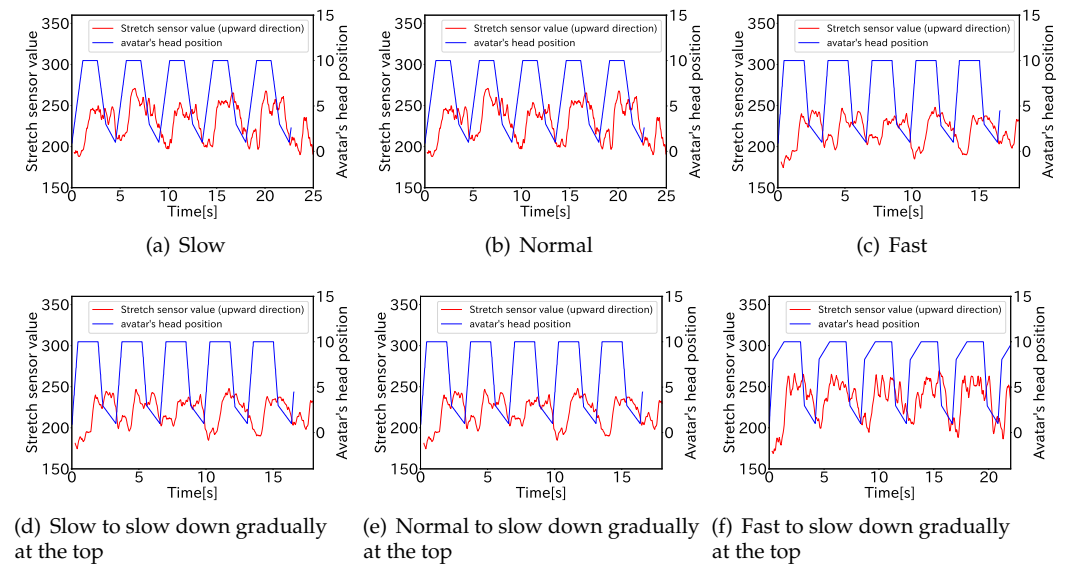 350
300
250
200
150
Stretch sensor value
Stretch sensor value (upward direction)
avatar's head position
15
10
5
0
Avatar's head position
0 5 10 15 20 25
Time[s]
(a) Slow
350
300
250
200
150
Stretch sensor value
Stretch sensor value (upward direction)
avatar's head position
15
10
5
0
Avatar's head position
0 5 10 15 20 25
Time[s]
(b) Normal
350
300
250
200
150
Stretch sensor value
Stretch sensor value (upward direction)
avatar's head position
15
10
5
0
Avatar's head position
0 5 10 15
Time[s]
(c) Fast
350
300
250
200
150
Stretch sensor value
Stretch sensor value (upward direction)
avatar's head position
15
10
5
0
Avatar's head position
0 5 10 15
Time[s]
(d) Slow to slow down gradually
at the top
350
300
250
200
150
Stretch sensor value
Stretch sensor value (upward direction)
avatar's head position
15
10
5
0
Avatar's head position
0 5 10 15
Time[s]
(e) Normal to slow down gradually
at the top
350
300
250
200
150
Stretch sensor value
Stretch sensor value (upward direction)
avatar's head position
15
10
5
0
Avatar's head position
0 5 10 15 20
Time[s]
(f) Fast to slow down gradually
at the top